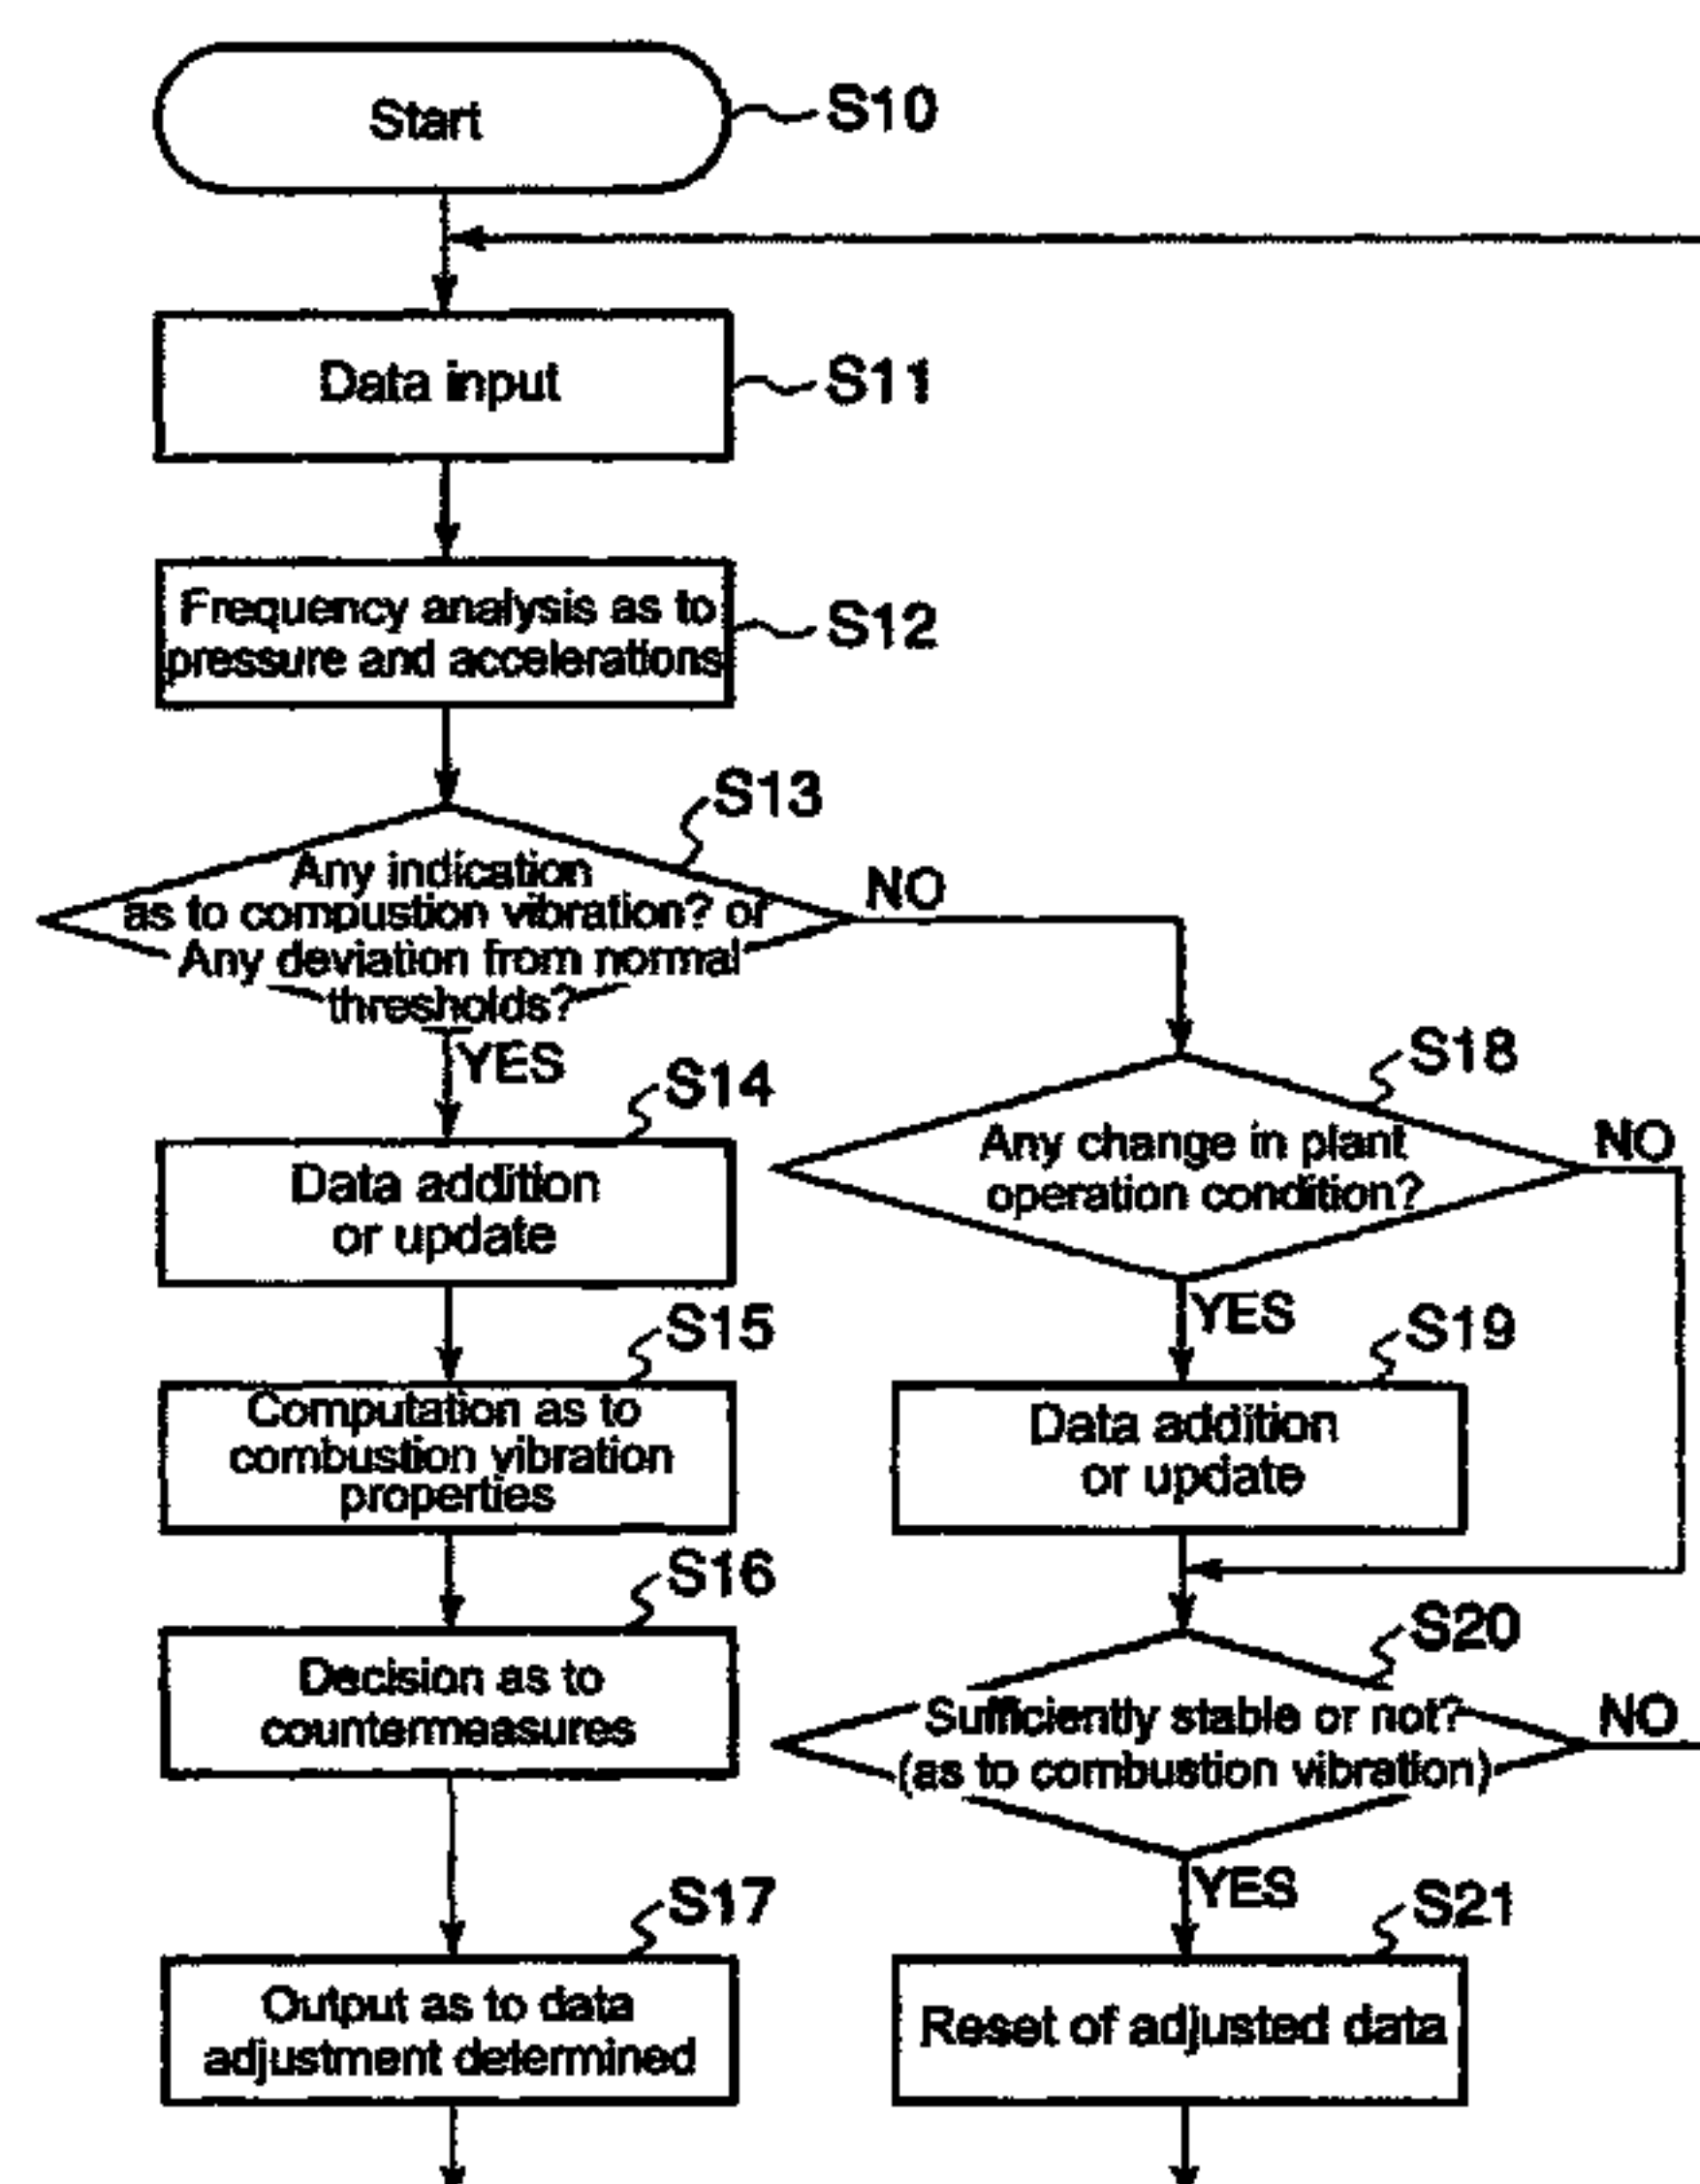 Start
S10
Data input
S11
Frequency analysis as to
pressure and accelerations
S12
S13
Any indication
as to compustion vibration? or
Any deviation from normal
thresholds?
NO
YES
S14
Data addition
or update
S15
Computation as to
combustion vibration
properties
S16
Decision as to
countermeasures
S17
Output as to data
adjustment determined
S18
Any change in plant
operation condition?
NO
YES
S19
Data addition
or update
S20
Sufficiently stable or not?
(as to combustion vibration)
NO
YES
S21
Reset of adjusted data